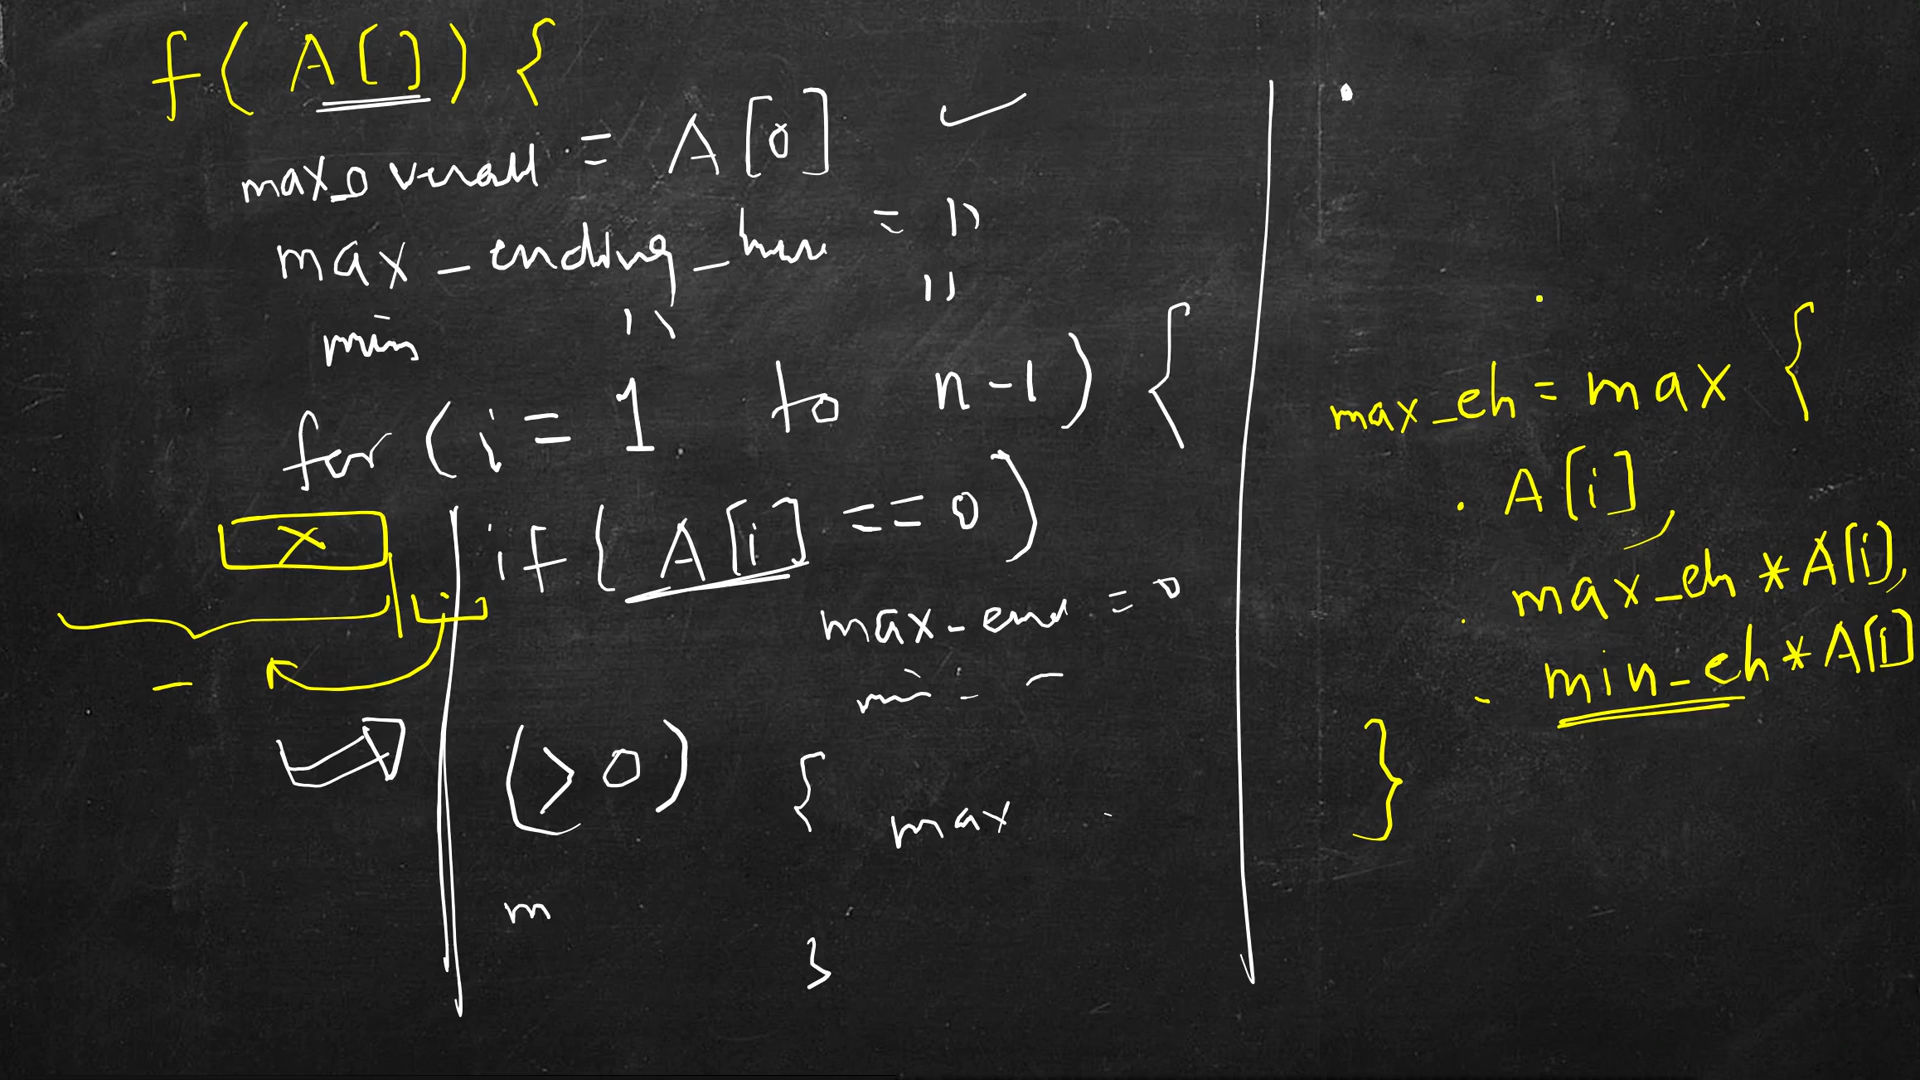 f(A[]) {
max_overall = A[0]
max_ending_here = "
min " "
for (i = 1 to n-1) {
if( A[i] == 0)
max_end = 0
(> 0) { max
m
}
X
i
max_eh = max {
A[i],
max_eh * A[i],
min_eh * A[i]
}